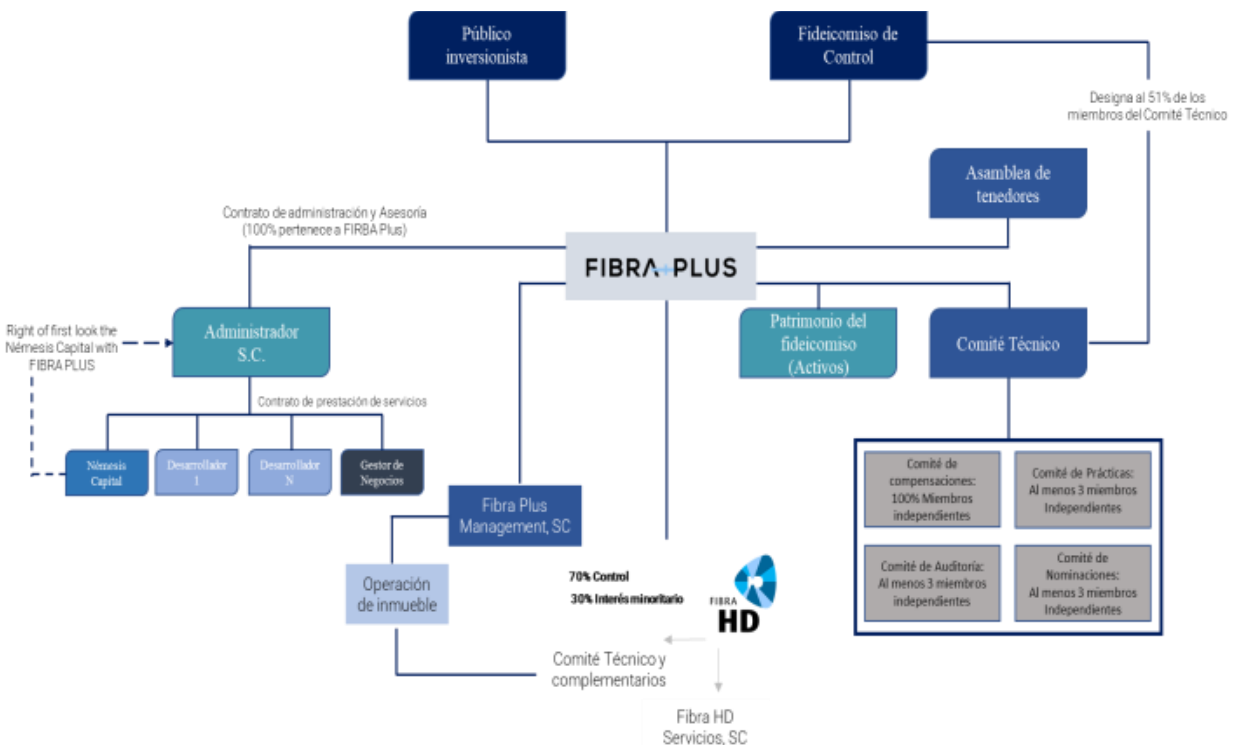 Público
inversionista
Fideicomiso de
Control
Designa al 51% de los
miembros del Comité Técnico
Asamblea de
tenedores
Contrato de administración y Asesoría
(100% pertenece a FIRBA Plus)
FIBRA PLUS
Right of first look the
Némesis Capital with
FIBRA PLUS
Administrador
S.C.
Patrimonio del
fideicomiso
(Activos)
Comité Técnico
Contrato de prestación de servicios
Némesis
Capital
Desarrollador
1
Desarrollador
N
Gestor de
Negocios
Comité de
compensaciones:
100% Miembros
independientes
Comité de Prácticas:
Al menos 3 miembros
Independientes
Fibra Plus
Management, SC
Comité de Auditoría:
Al menos 3 miembros
independientes
Comité de
Nominaciones:
Al menos 3 miembros
Independientes
Operación
de inmueble
70% Control
30% Interés minoritario
FIBRA
HD
Comité Técnico y
complementarios
Fibra HD
Servicios, SC